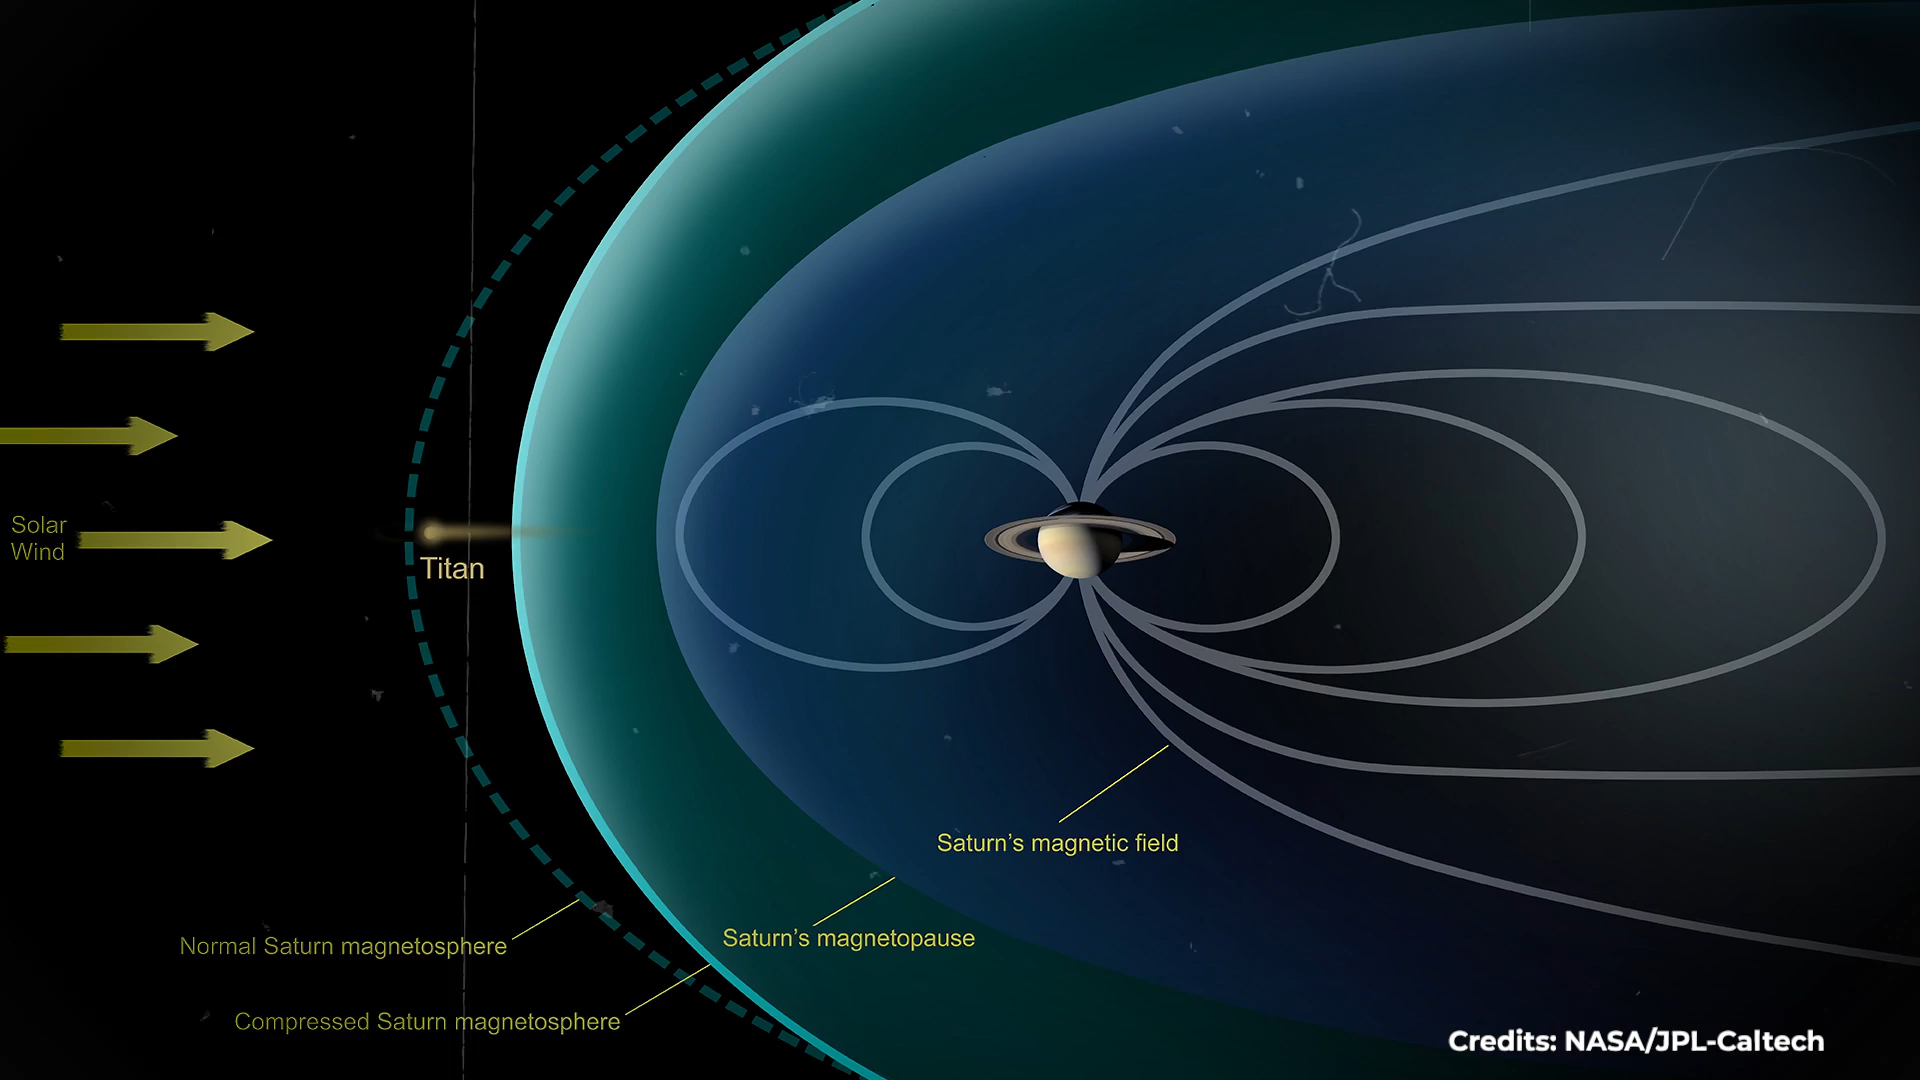 Solar
Wind
Titan
Saturn’s magnetic field
Saturn’s magnetopause
Normal Saturn magnetosphere
Compressed Saturn magnetosphere
Credits: NASA/JPL-Caltech